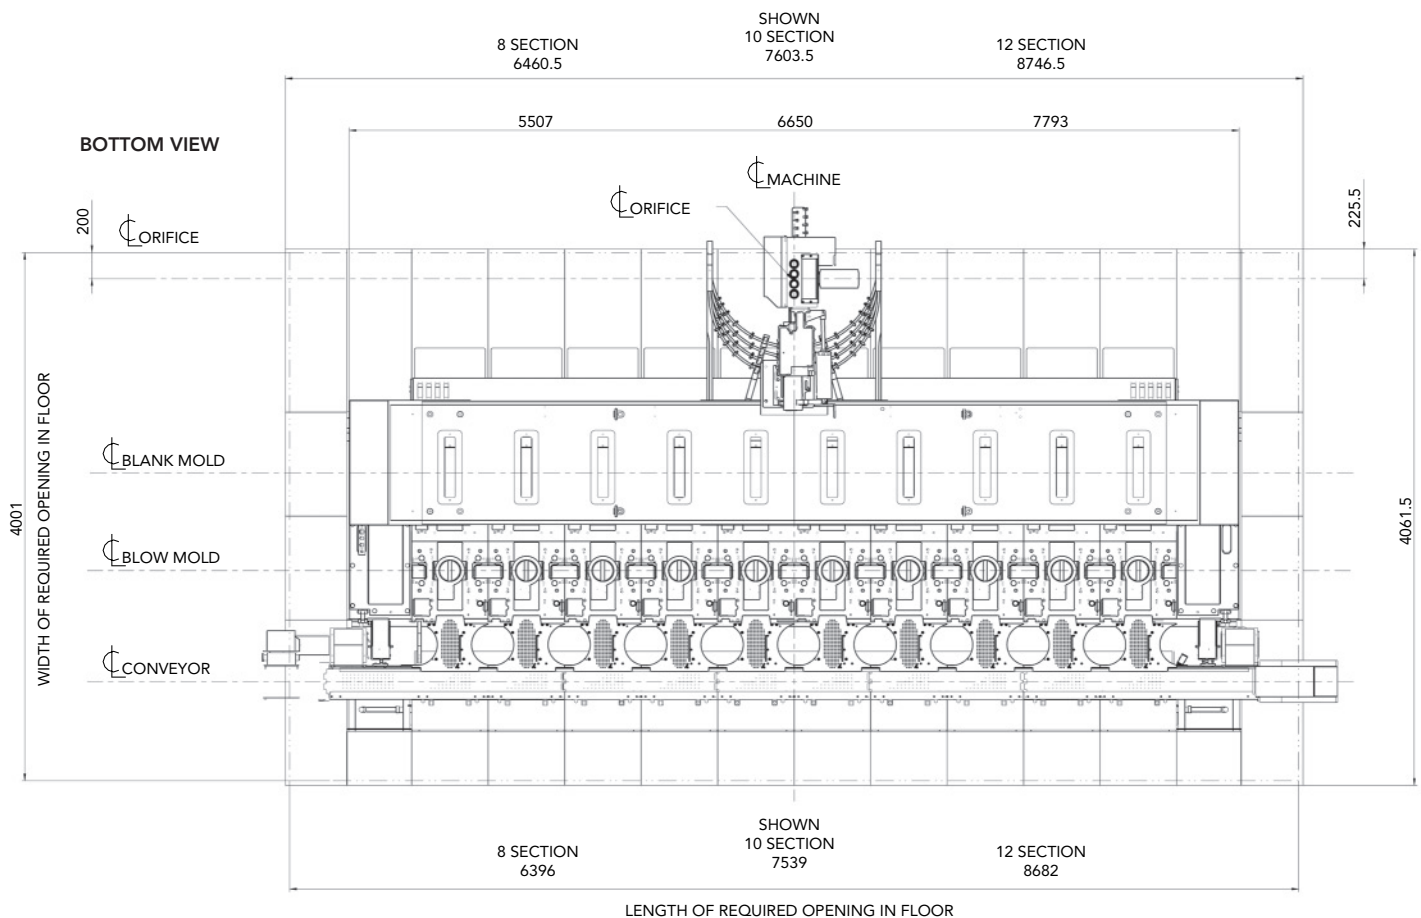 SHOWN
8 SECTION 10 SECTION 12 SECTION
6460.5 7603.5 8746.5
5507 6650 7793
BOTTOM VIEW
℄ MACHINE
℄ ORIFICE
200
℄ ORIFICE
225.5
℄ BLANK MOLD
4001
WIDTH OF REQUIRED OPENING IN FLOOR
4061.5
℄ BLOW MOLD
℄ CONVEYOR
SHOWN
8 SECTION 10 SECTION 12 SECTION
6396 7539 8682
LENGTH OF REQUIRED OPENING IN FLOOR